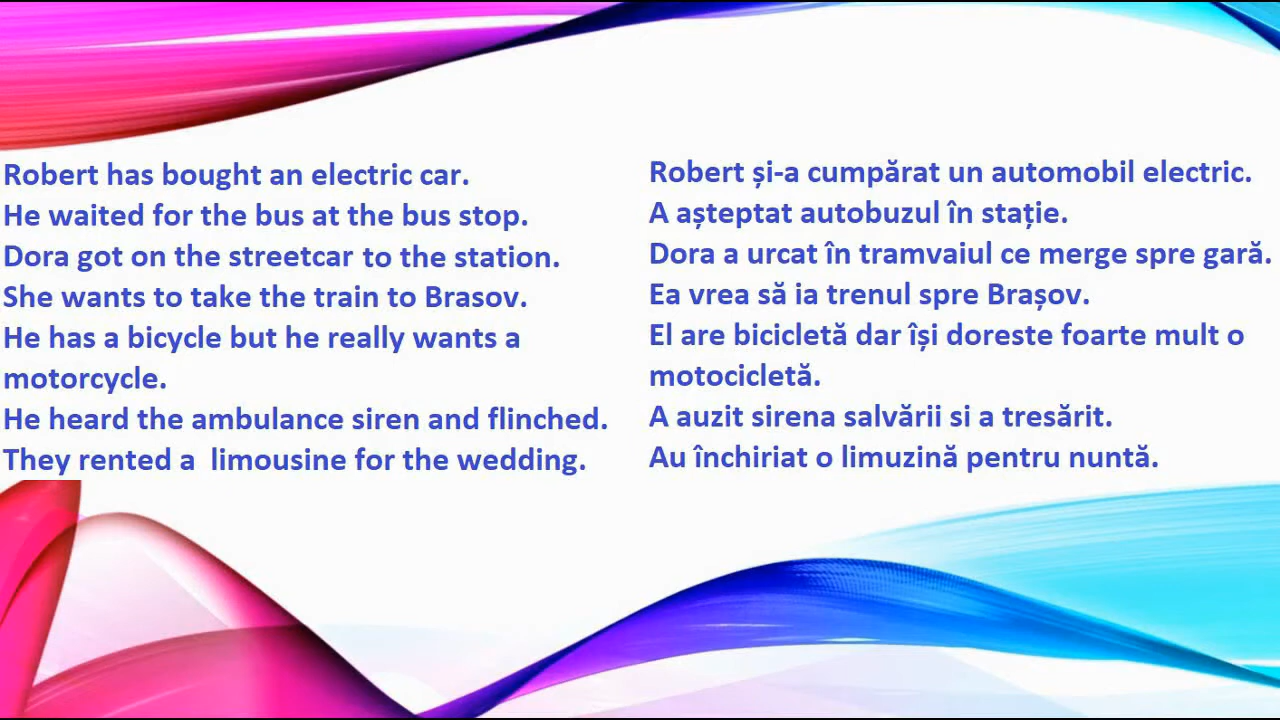 Robert has bought an electric car.
He waited for the bus at the bus stop.
Dora got on the streetcar to the station.
She wants to take the train to Brasov.
He has a bicycle but he really wants a
motorcycle.
He heard the ambulance siren and flinched.
They rented a  limousine for the wedding.
Robert și-a cumpărat un automobil electric.
A așteptat autobuzul în stație.
Dora a urcat în tramvaiul ce merge spre gară.
Ea vrea să ia trenul spre Brașov.
El are bicicletă dar își doreste foarte mult o
motocicletă.
A auzit sirena salvării si a tresărit.
Au închiriat o limuzină pentru nuntă.